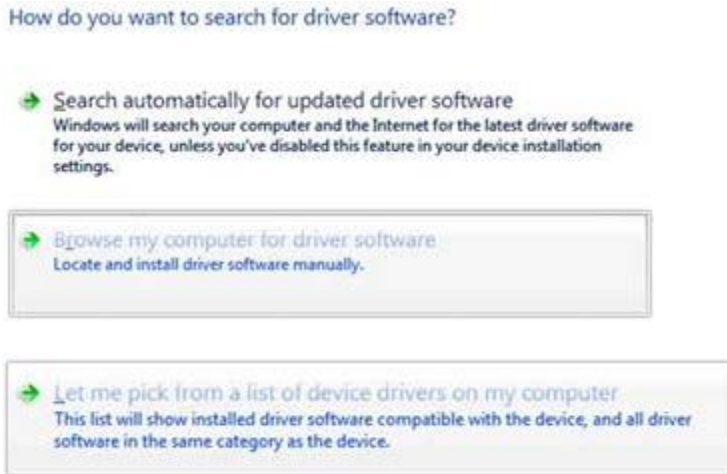 How do you want to search for driver software?
Search automatically for updated driver software
Windows will search your computer and the Internet for the latest driver software
for your device, unless you've disabled this feature in your device installation
settings.
Browse my computer for driver software
Locate and install driver software manually.
Let me pick from a list of device drivers on my computer
This list will show installed driver software compatible with the device, and all driver
software in the same category as the device.